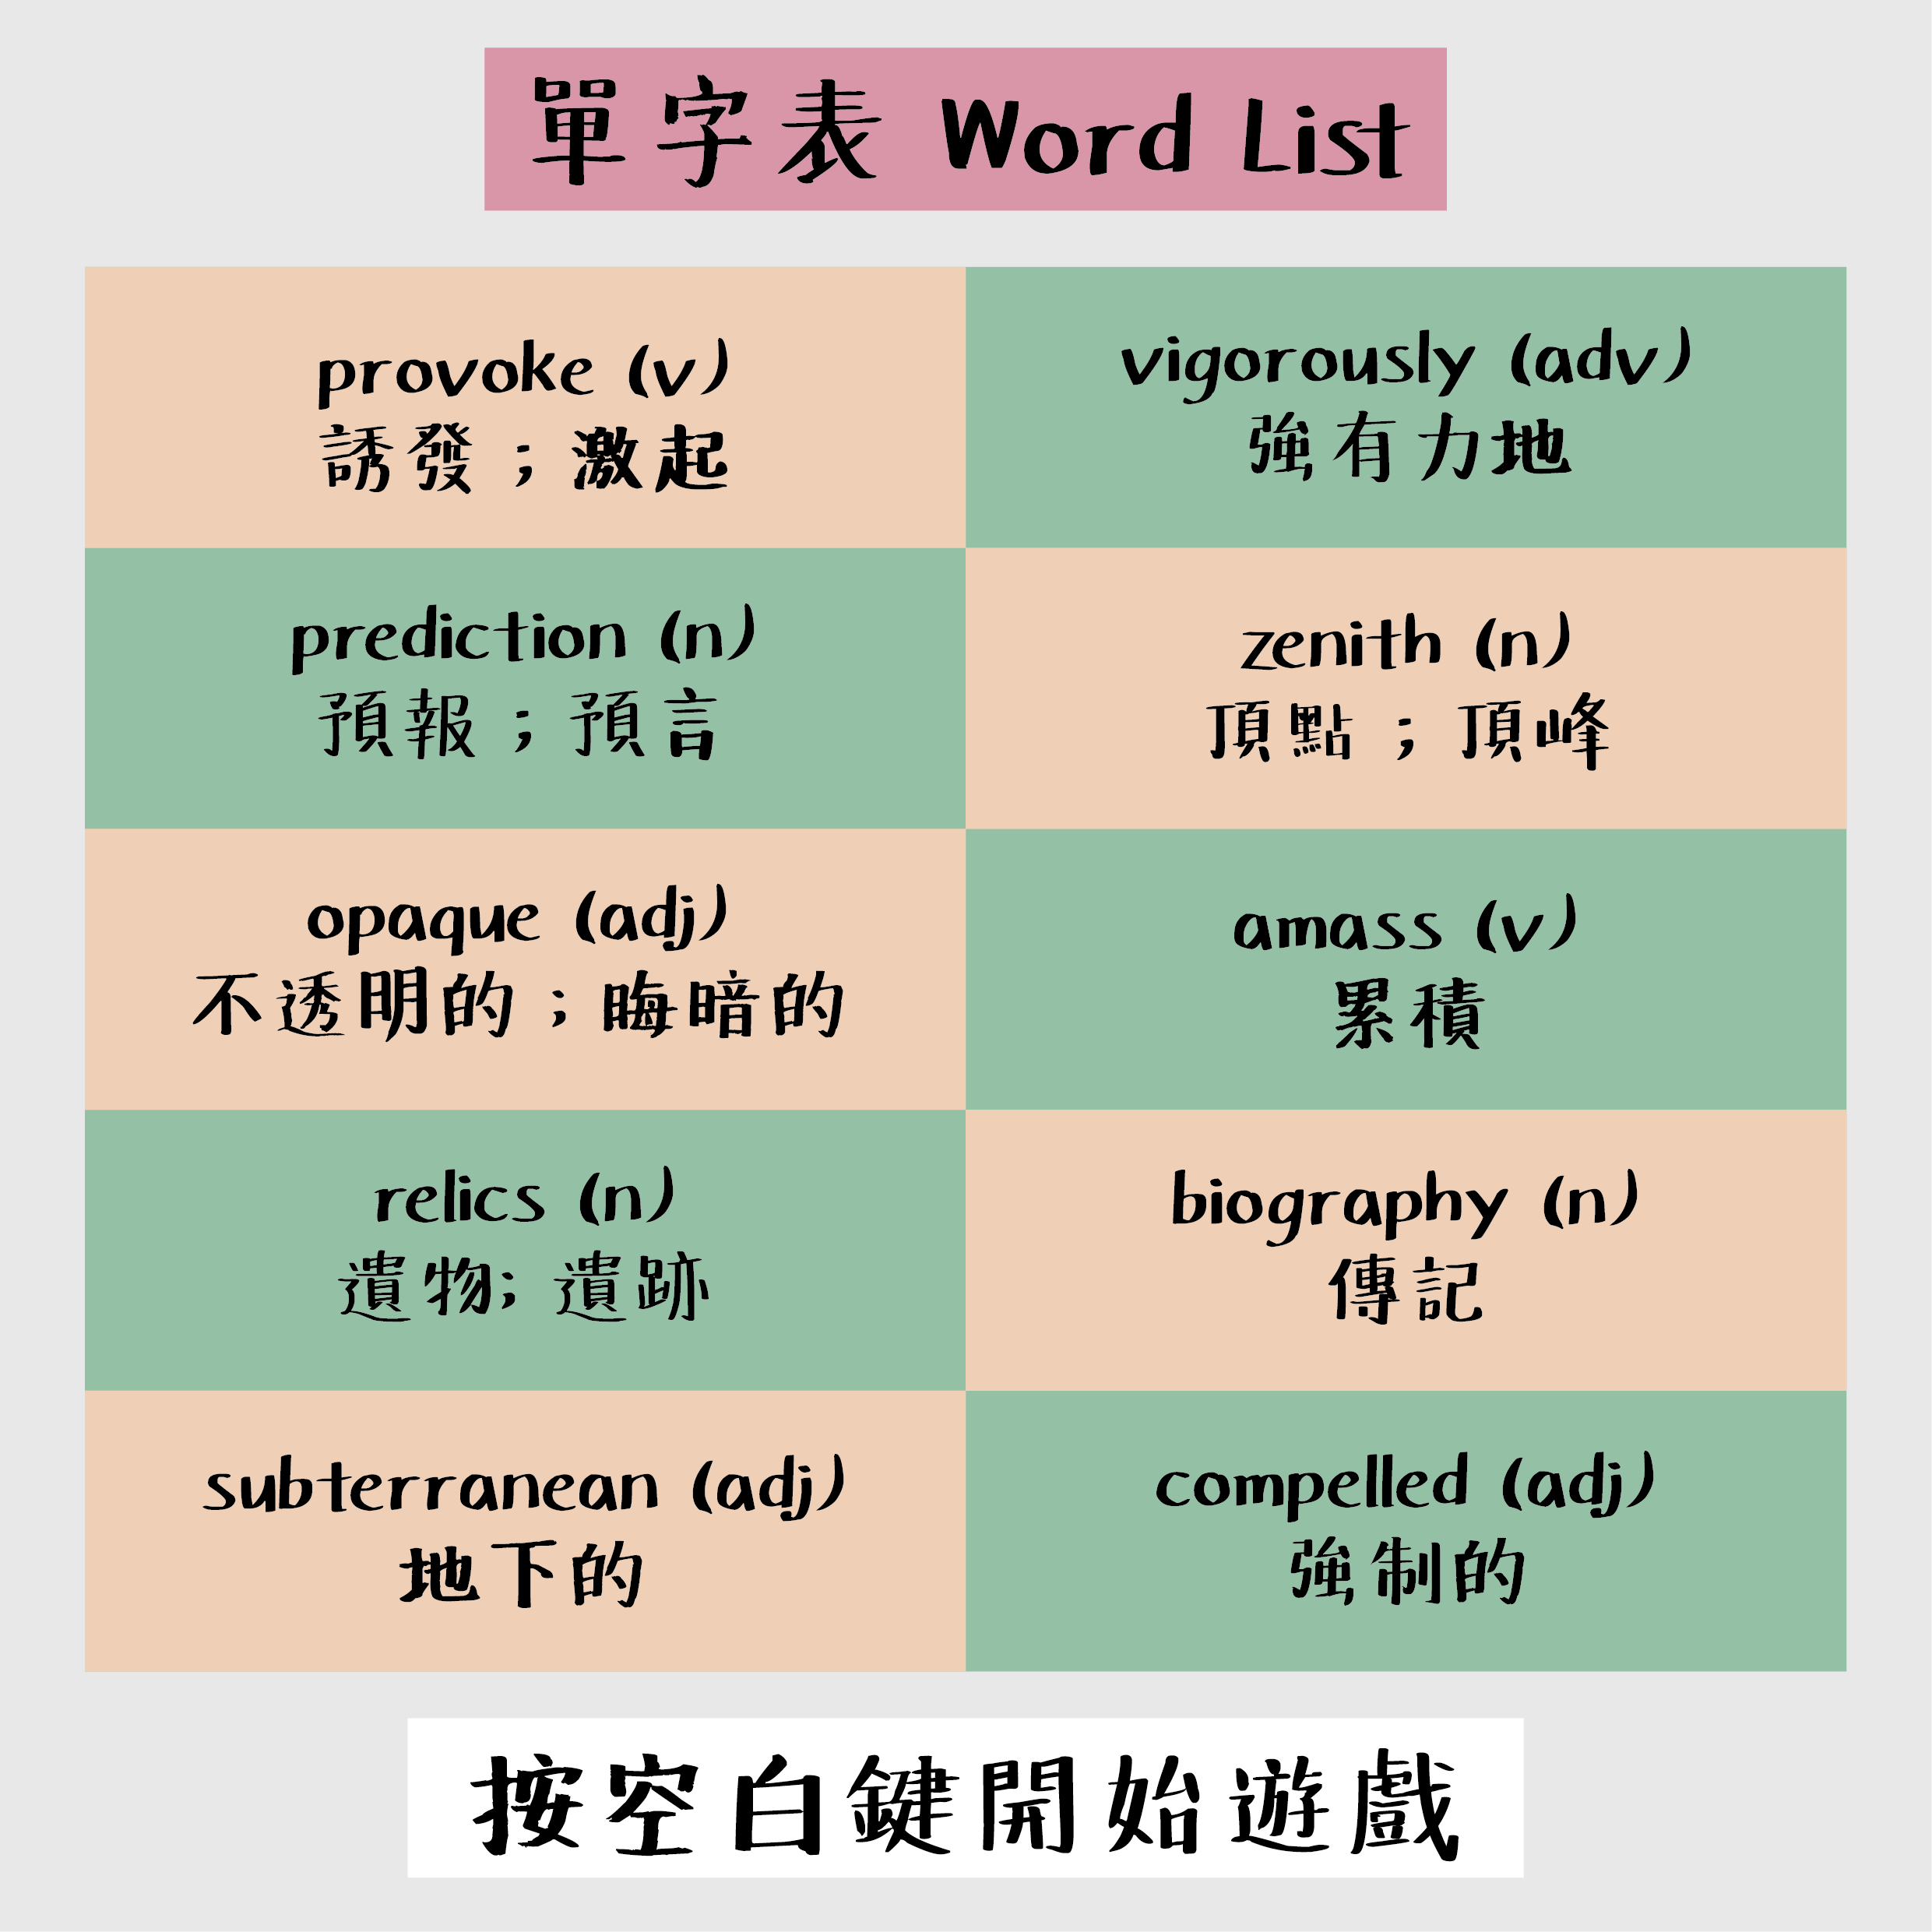 單字表 Word List
provoke (v)
誘發；激起
vigorously (adv)
強有力地
prediction (n)
預報；預言
zenith (n)
頂點；頂峰
opaque (adj)
不透明的；晦暗的
amass (v)
累積
relics (n)
遺物; 遺跡
biography (n)
傳記
subterranean (adj)
地下的
compelled (adj)
強制的
按空白鍵開始遊戲